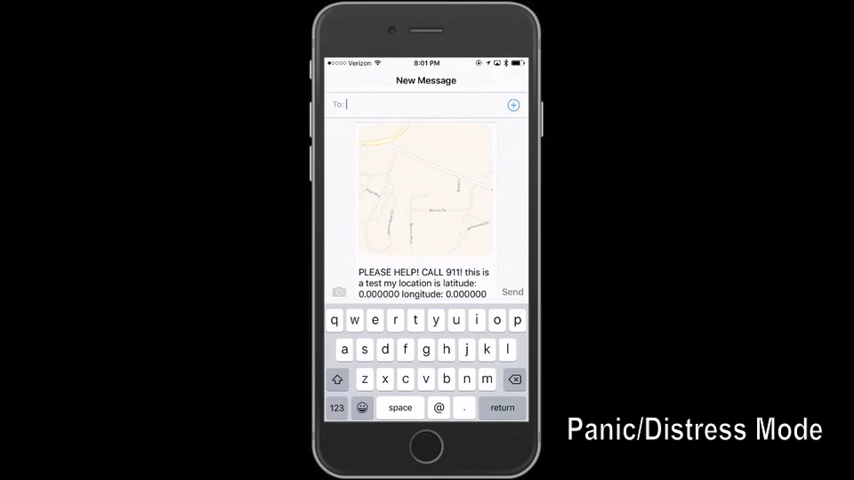 Verizon 8:01 PM
New Message
To:
PLEASE HELP! CALL 911! this is
a test my location is latitude:
0.000000 longitude: 0.000000
Send
q w e r t y u i o p
a s d f g h j k l
z x c v b n m
123 space @ . return
Panic/Distress Mode